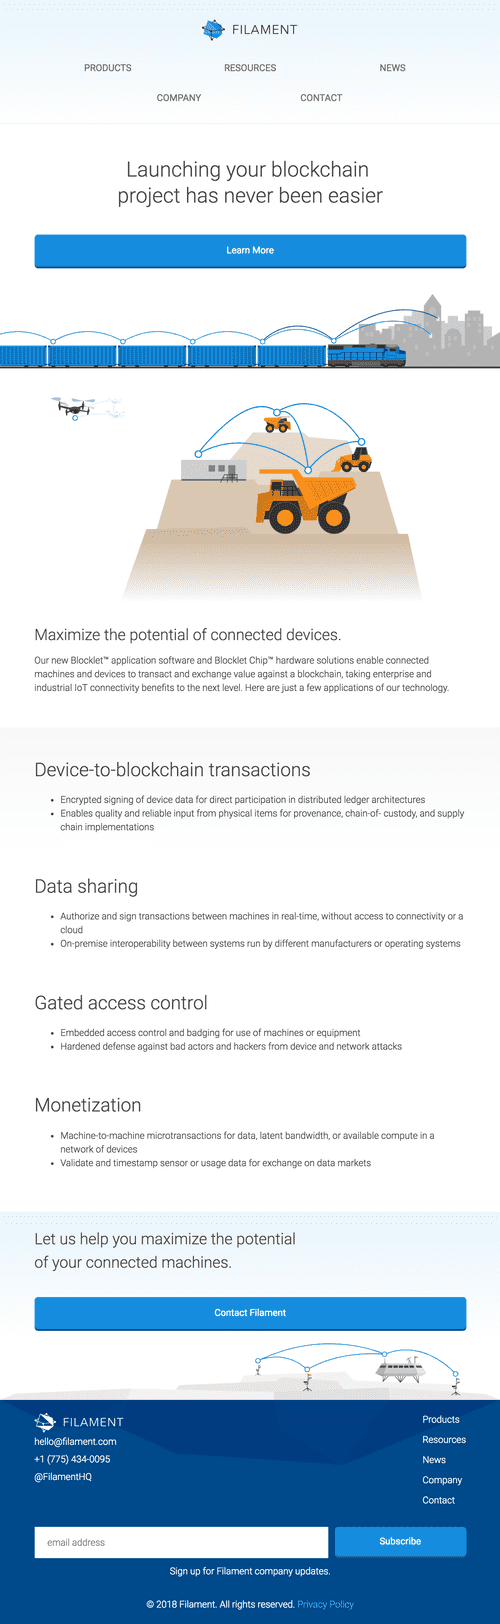 FILAMENT
PRODUCTS RESOURCES NEWS
COMPANY CONTACT
Launching your blockchain
project has never been easier
Learn More
Maximize the potential of connected devices.
Our new Blocklet™ application software and Blocklet Chip™ hardware solutions enable connected
machines and devices to transact and exchange value against a blockchain, taking enterprise and
industrial IoT connectivity benefits to the next level. Here are just a few applications of our technology.
Device-to-blockchain transactions
• Encrypted signing of device data for direct participation in distributed ledger architectures
• Enables quality and reliable input from physical items for provenance, chain-of- custody, and supply
chain implementations
Data sharing
• Authorize and sign transactions between machines in real-time, without access to connectivity or a
cloud
• On-premise interoperability between systems run by different manufacturers or operating systems
Gated access control
• Embedded access control and badging for use of machines or equipment
• Hardened defense against bad actors and hackers from device and network attacks
Monetization
• Machine-to-machine microtransactions for data, latent bandwidth, or available compute in a
network of devices
• Validate and timestamp sensor or usage data for exchange on data markets
Let us help you maximize the potential
of your connected machines.
Contact Filament
FILAMENT
hello@filament.com
+1 (775) 434-0095
@FilamentHQ
Products
Resources
News
Company
Contact
email address
Subscribe
Sign up for Filament company updates.
© 2018 Filament. All rights reserved. Privacy Policy